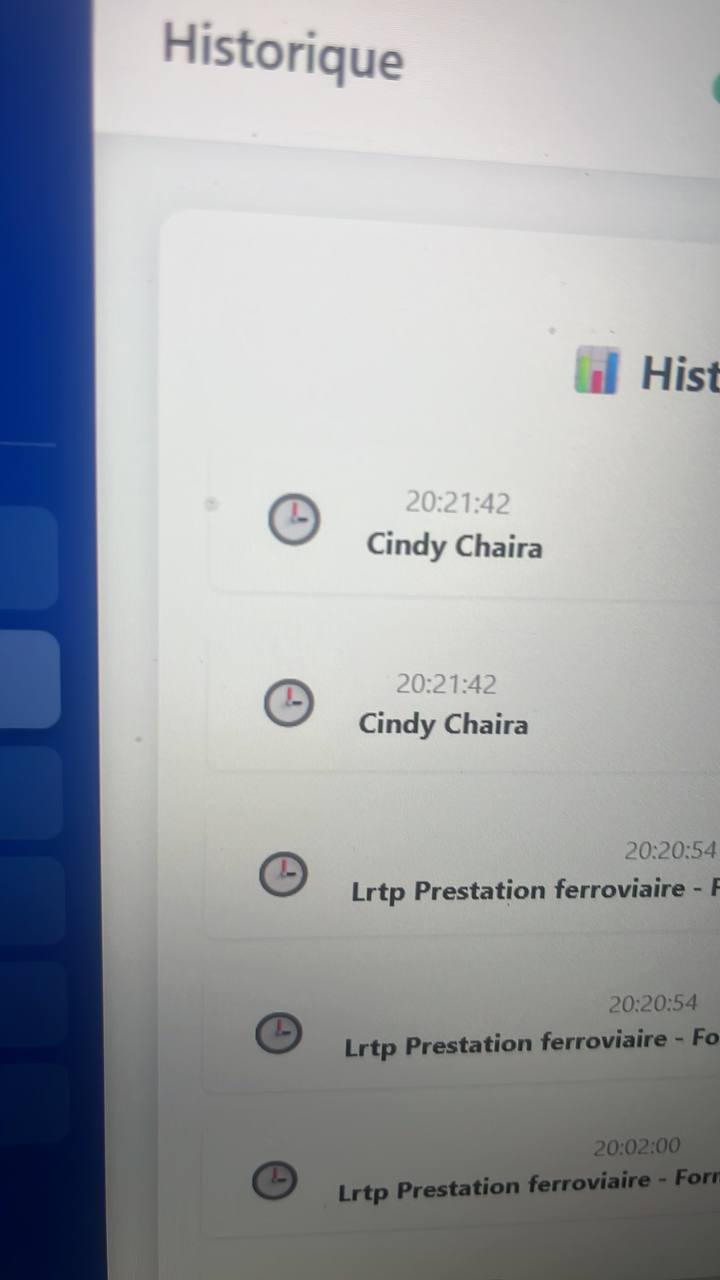 Historique
Hist
20:21:42
Cindy Chaira
20:21:42
Cindy Chaira
20:20:54
Lrtp Prestation ferroviaire - F
20:20:54
Lrtp Prestation ferroviaire - Fo
20:02:00
Lrtp Prestation ferroviaire - Form